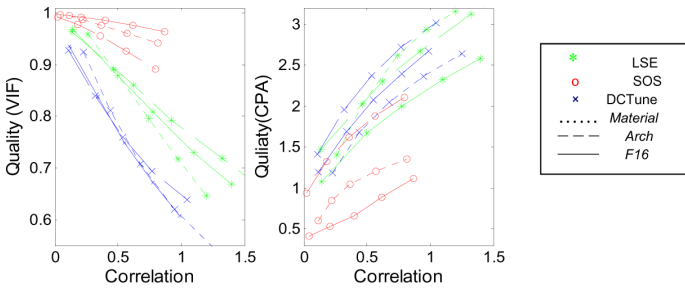 1
0.9
0.8
0.7
0.6
Quality (VIF)
0 0.5 1 1.5
Correlation
3
2.5
2
1.5
1
0.5
Quliaty(CPA)
0 0.5 1 1.5
Correlation
LSE
SOS
DCTune
Material
Arch
F16